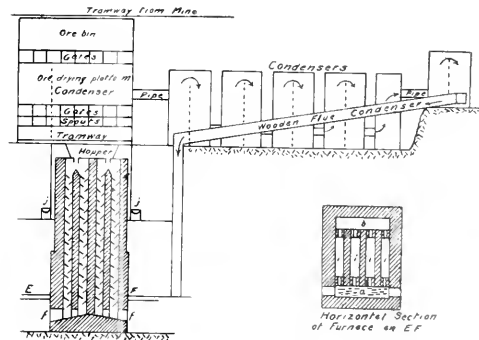 Tramway from Mine
Ore bin
Gates
Ore drying platform
Condenser
Pipe
Gates
Spouts
Tramway
Hopper
Condensers
Pipe
Wooden Flue Condenser
j
j
E
F
f
f
b
i
i
i
i
a
Horizontal Section
of Furnace on EF